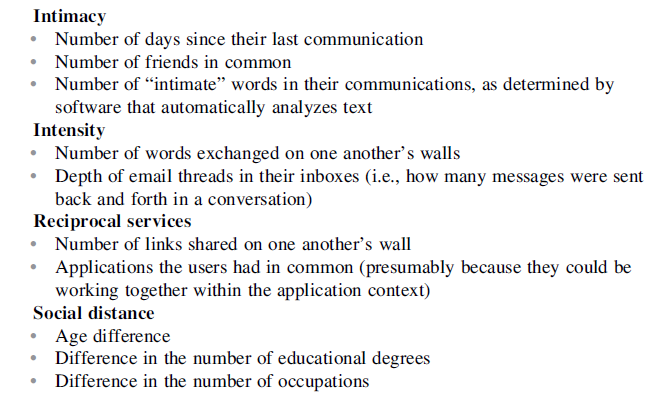 Intimacy
• Number of days since their last communication
• Number of friends in common
• Number of “intimate” words in their communications, as determined by
software that automatically analyzes text
Intensity
• Number of words exchanged on one another’s walls
• Depth of email threads in their inboxes (i.e., how many messages were sent
back and forth in a conversation)
Reciprocal services
• Number of links shared on one another’s wall
• Applications the users had in common (presumably because they could be
working together within the application context)
Social distance
• Age difference
• Difference in the number of educational degrees
• Difference in the number of occupations